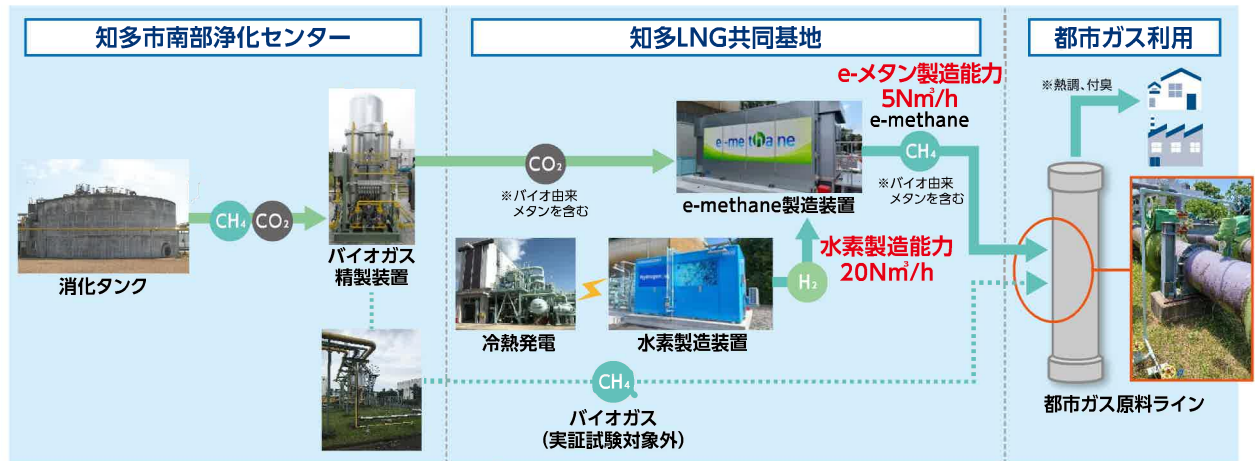 知多市南部浄化センター
知多LNG共同基地
都市ガス利用
e-メタン製造能力
5N㎥/h
e-methane
※熱調、付臭
CH₄
CO₂
バイオガス
精製装置
消化タンク
CO₂
※バイオ由来
メタンを含む
e-methane
e-methane製造装置
CH₄
※バイオ由来
メタンを含む
水素製造能力
20N㎥/h
H₂
冷熱発電
Hydrogen
水素製造装置
CH₄
バイオガス
(実証試験対象外)
都市ガス原料ライン